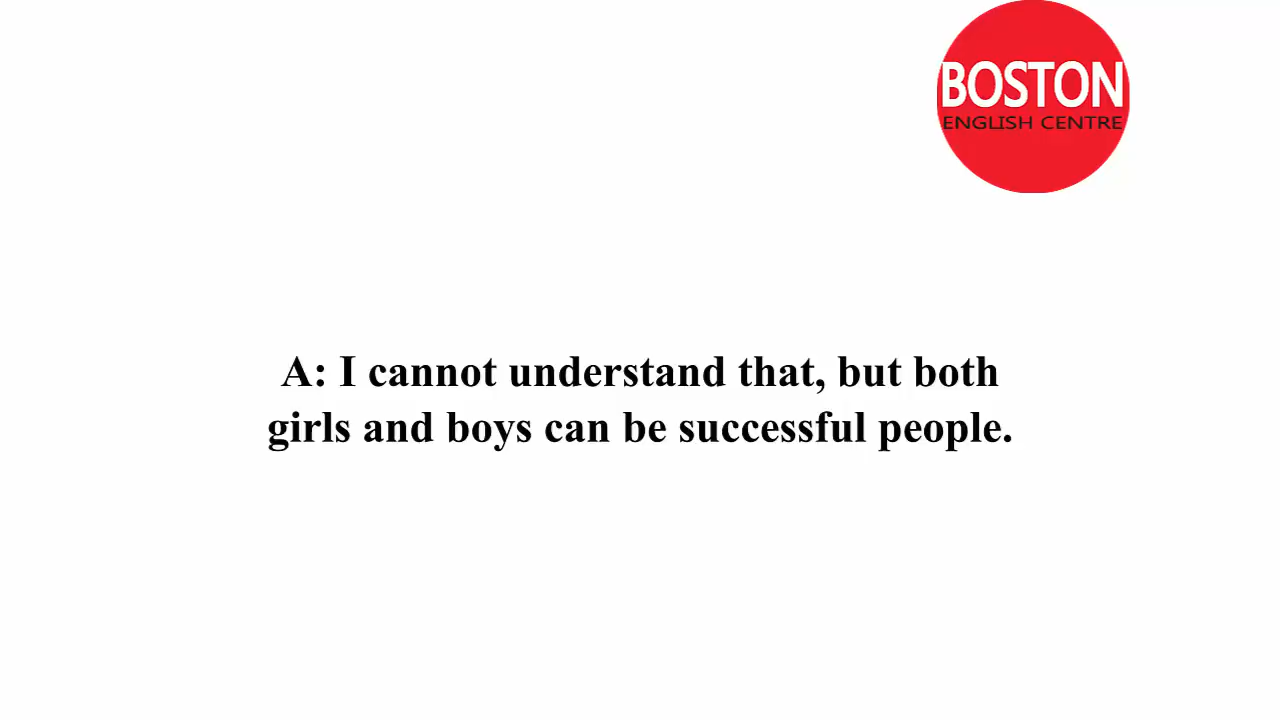 BOSTON
ENGLISH CENTRE
A: I cannot understand that, but both
girls and boys can be successful people.